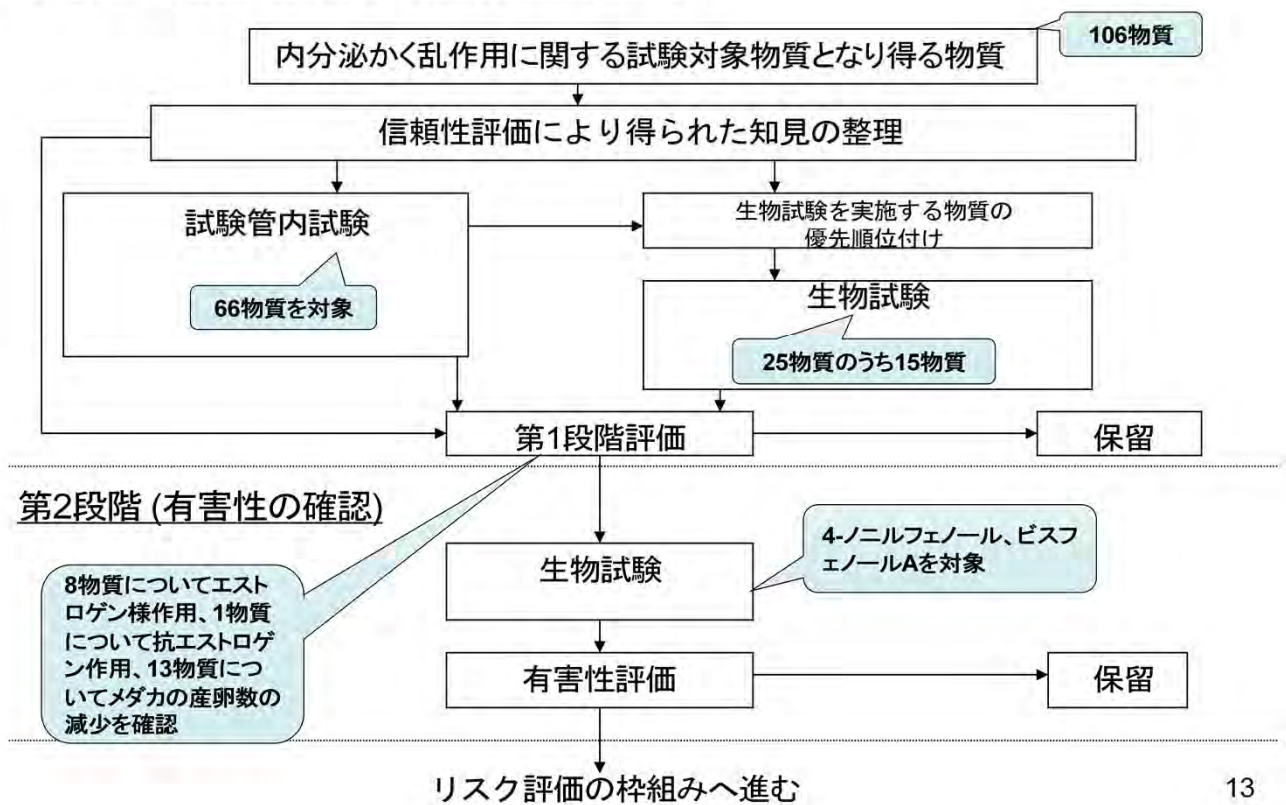 106物質
内分泌かく乱作用に関する試験対象物質となり得る物質
信頼性評価により得られた知見の整理
試験管内試験
66物質を対象
生物試験を実施する物質の
優先順位付け
生物試験
25物質のうち15物質
第1段階評価
保留
第2段階 (有害性の確認)
4-ノニルフェノール、ビスフ
ェノールAを対象
生物試験
8物質についてエスト
ロゲン様作用、1物質
について抗エストロゲ
ン作用、13物質につ
いてメダカの産卵数の
減少を確認
有害性評価
保留
リスク評価の枠組みへ進む
13